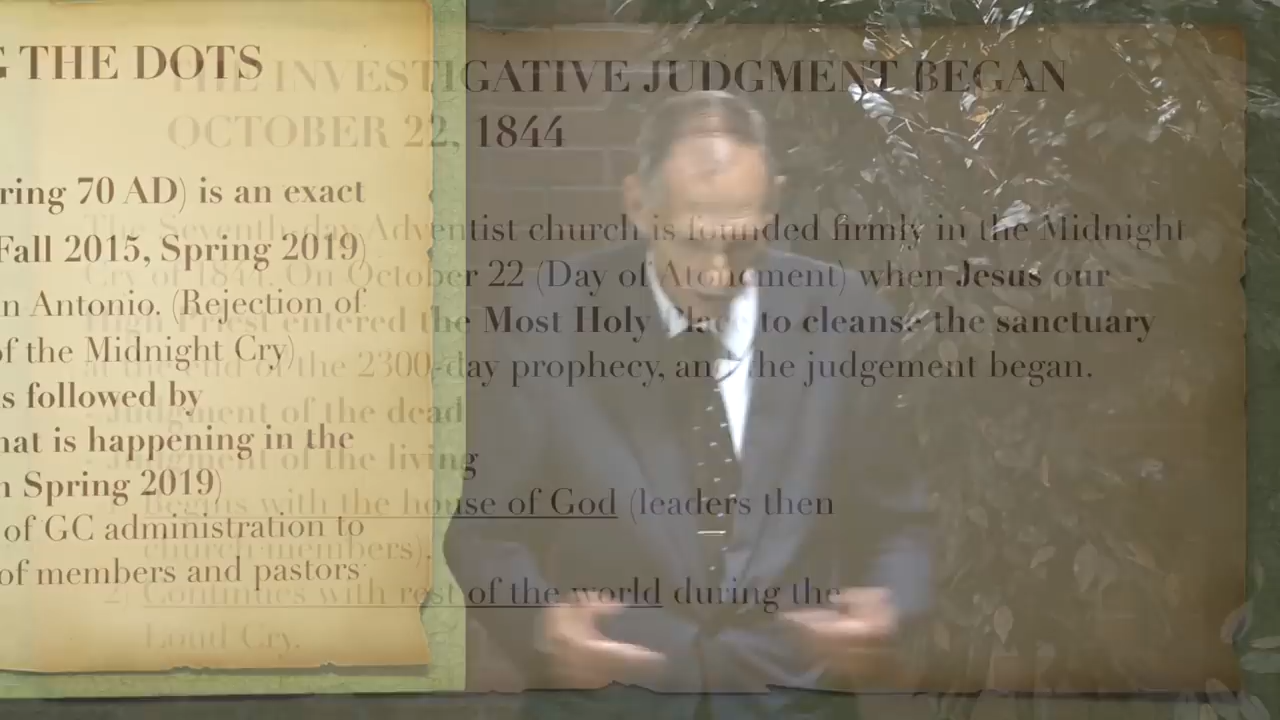 G THE DOTS
ring 70 AD) is an exact
Fall 2015, Spring 2019)
n Antonio. (Rejection of
of the Midnight Cry)
s followed by
hat is happening in the
n Spring 2019)
of GC administration to
of members and pastors
THE INVESTIGATIVE JUDGMENT BEGAN
OCTOBER 22, 1844
The Seventh-day Adventist church is founded firmly in the Midnight
Cry of 1844. On October 22 (Day of Atonement) when Jesus our
High Priest entered the Most Holy Place to cleanse the sanctuary
at the end of the 2300-day prophecy, and the judgement began.
- Judgment of the dead
- Judgment of the living
Begins with the house of God (leaders then
church members).
2) Continues with rest of the world during the
Loud Cry.